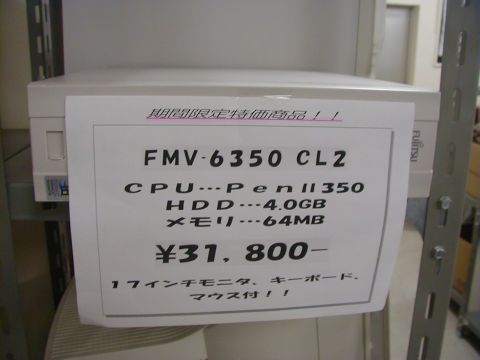 期間限定特価商品！！
FMV-6350 CL2
CPU…PenII350
HDD…4.0GB
メモリ…64MB
¥31,800-
17インチモニタ、キーボード、
マウス付！！
FUJITSU